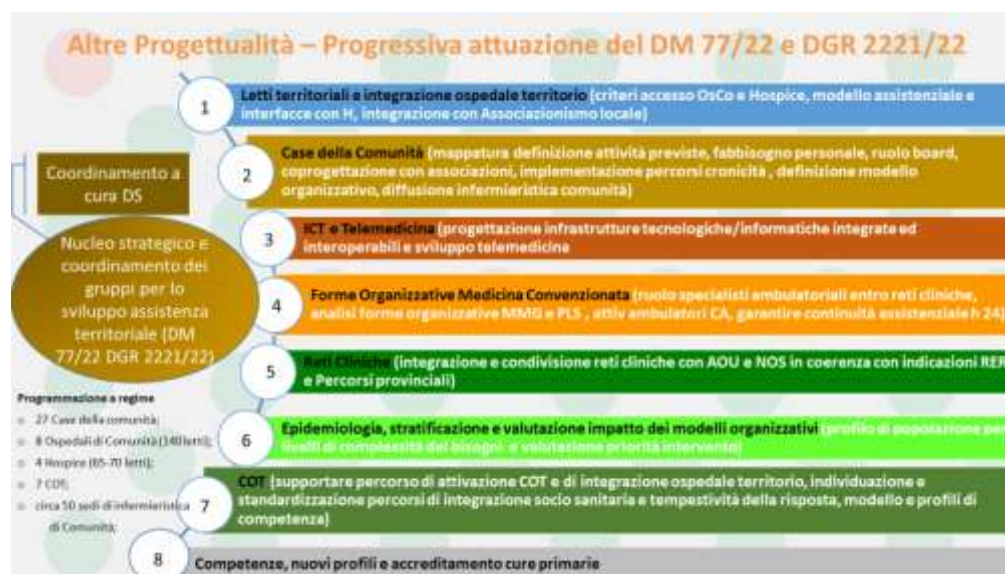 Altre Progettualità – Progressiva attuazione del DM 77/22 e DGR 2221/22
1
Letti territoriali e integrazione ospedale territorio (criteri accesso OsCo e Hospice, modello assistenziale e
interfacce con H, integrazione con Associazionismo locale)
2
Case della Comunità (mappatura definizione attività previste, fabbisogno personale, ruolo board,
coprogettazione con associazioni, implementazione percorsi cronicità , definizione modello
organizzativo, diffusione infermieristica comunità)
Coordinamento a
cura DS
3
ICT e Telemedicina (progettazione infrastrutture tecnologiche/informatiche integrate ed
interoperabili e sviluppo telemedicina
Nucleo strategico e
coordinamento dei
gruppi per lo
sviluppo assistenza
territoriale (DM
77/22 DGR 2221/22)
4
Forme Organizzative Medicina Convenzionata (ruolo specialisti ambulatoriali entro reti cliniche,
analisi forme organizzative MMG e PLS , attiv ambulatori CA, garantire continuità assistenziale h 24)
5
Reti Cliniche (integrazione e condivisione reti cliniche con AOU e NOS in coerenza con indicazioni RER
e Percorsi provinciali)
Programmazione a regime
27 Case della comunità;
8 Ospedali di Comunità (140 letti);
4 Hospice (65-70 letti);
7 COT;
circa 50 sedi di infermieristica
di Comunità;
6
Epidemiologia, stratificazione e valutazione impatto dei modelli organizzativi (profilo di popolazione per
livelli di complessità dei bisogni e valutazione priorità intervento)
7
COT (supportare percorso di attivazione COT e di integrazione ospedale territorio, individuazione e
standardizzazione percorsi di integrazione socio sanitaria e tempestività della risposta, modello e profili di
competenza)
8
Competenze, nuovi profili e accreditamento cure primarie